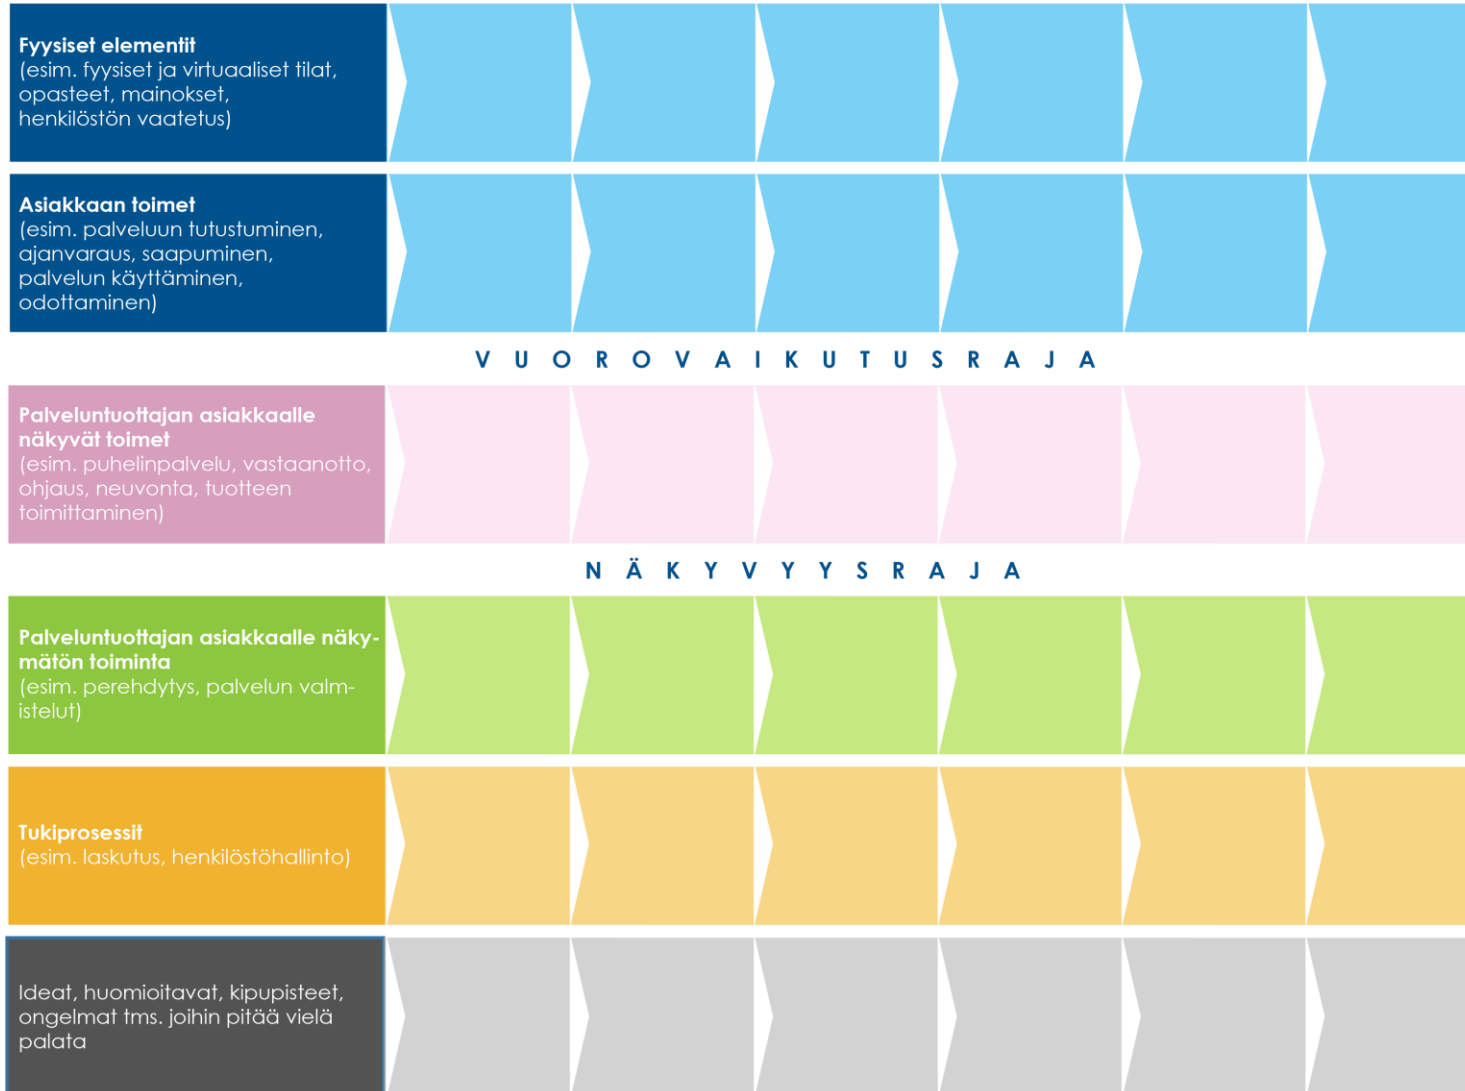 Fyysiset elementit
(esim. fyysiset ja virtuaaliset tilat,
opasteet, mainokset,
henkilöstön vaatetus)
Asiakkaan toimet
(esim. palveluun tutustuminen,
ajanvaraus, saapuminen,
palvelun käyttäminen,
odottaminen)
VUOROVAIKUTUSRAJA
Palveluntuottajan asiakkaalle
näkyvät toimet
(esim. puhelinpalvelu, vastaanotto,
ohjaus, neuvonta, tuotteen
toimittaminen)
NÄKYVYYSRAJA
Palveluntuottajan asiakkaalle näky-
mätön toiminta
(esim. perehdytys, palvelun valm-
istelut)
Tukiprosessit
(esim. laskutus, henkilöstöhallinto)
Ideat, huomioitavat, kipupisteet,
ongelmat tms. joihin pitää vielä
palata